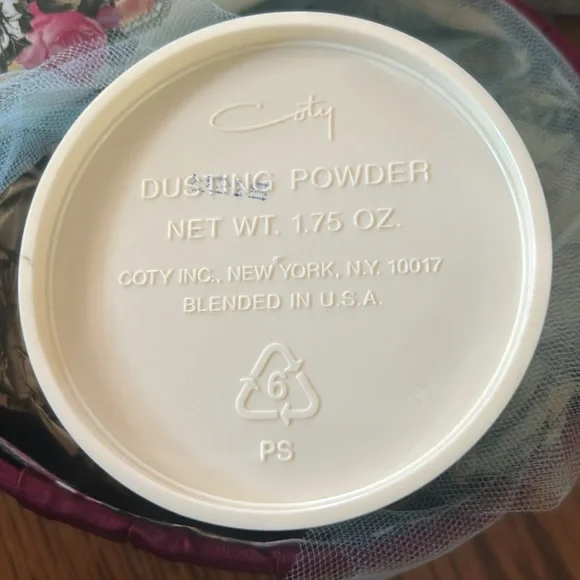 Coty
DUSTING POWDER
NET WT. 1.75 OZ.
COTY INC., NEW YORK, N.Y. 10017
BLENDED IN U.S.A.
6
PS